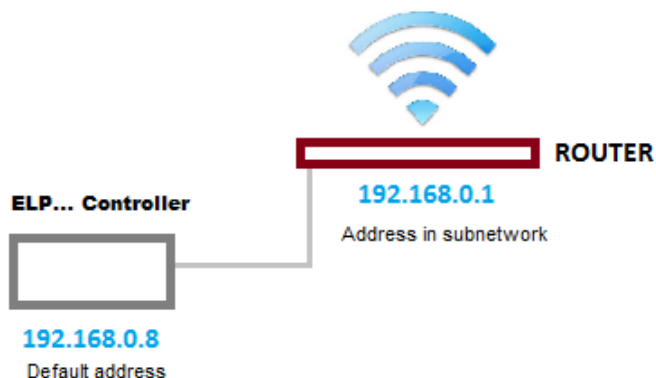 ROUTER
192.168.0.1
Address in subnetwork
ELP... Controller
192.168.0.8
Default address